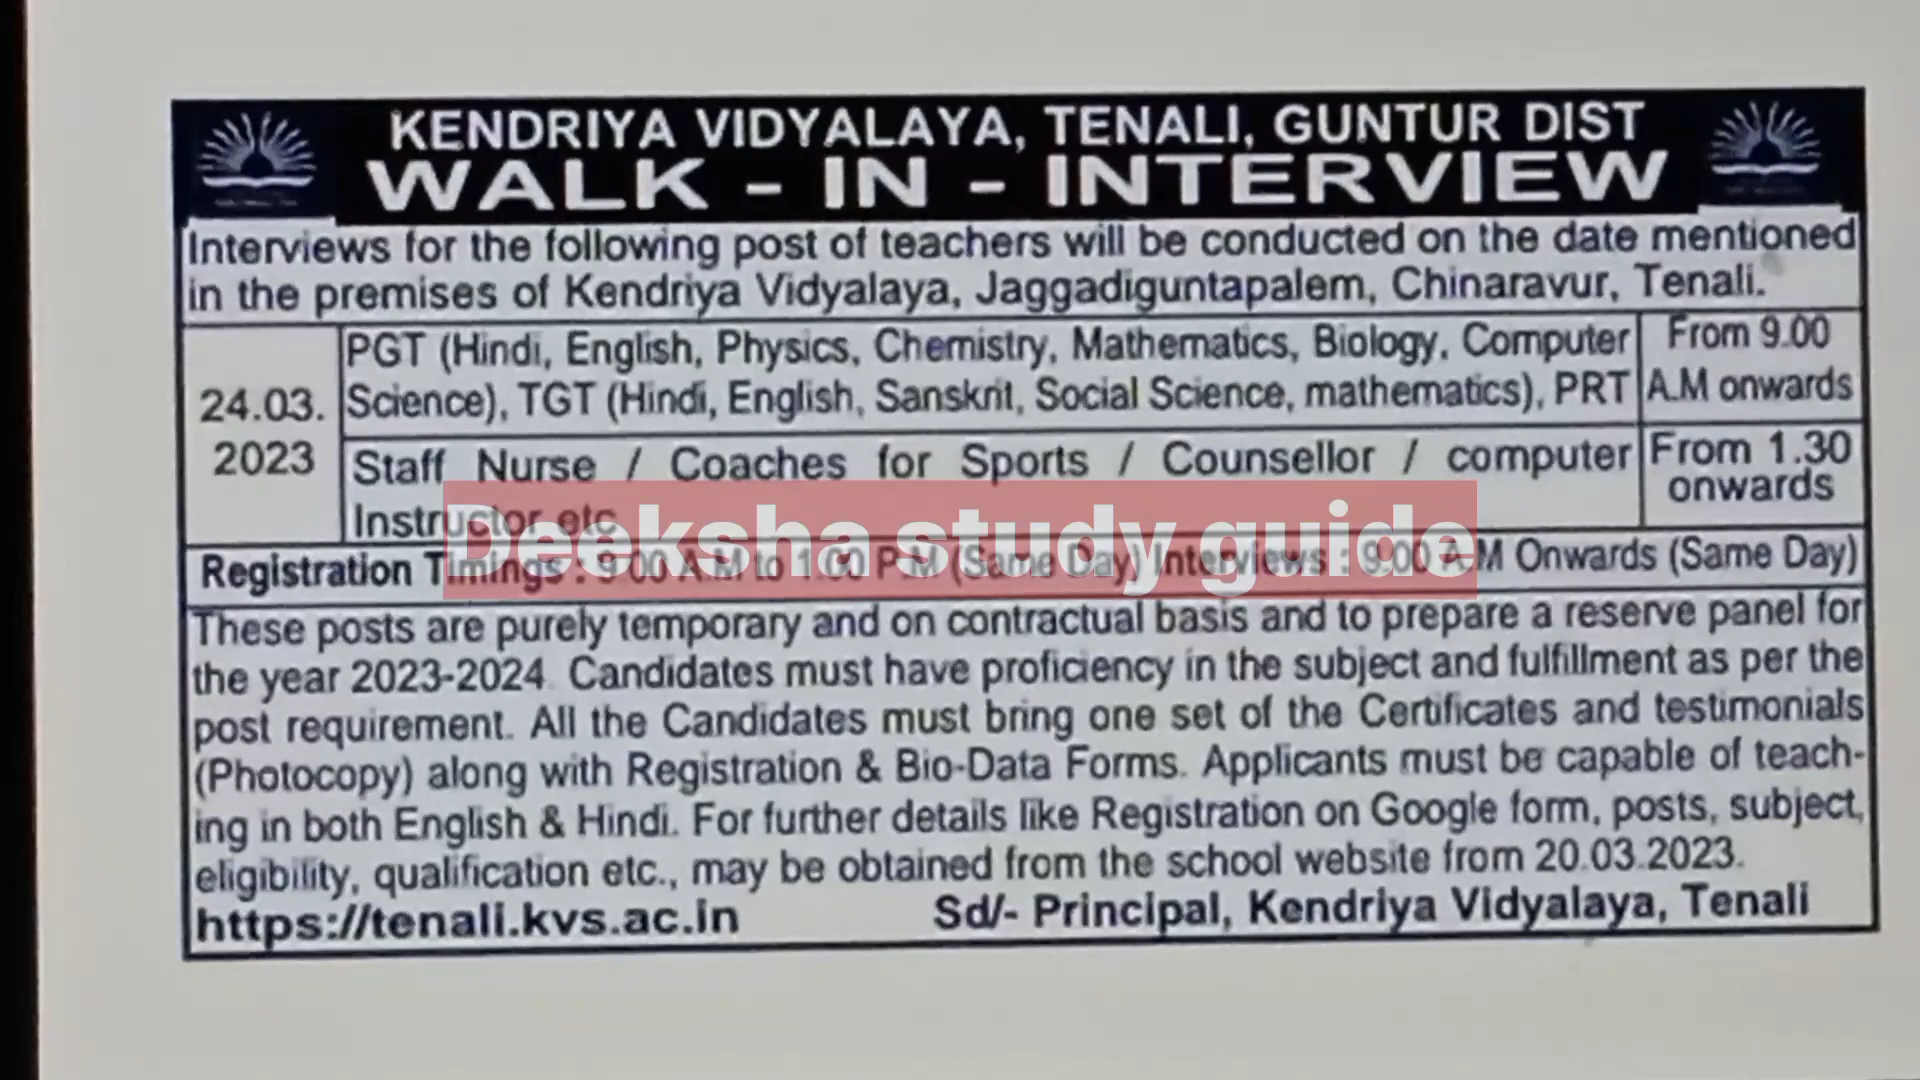 KENDRIYA VIDYALAYA, TENALI, GUNTUR DIST
WALK - IN - INTERVIEW
Interviews for the following post of teachers will be conducted on the date mentioned
in the premises of Kendriya Vidyalaya, Jaggadiguntapalem, Chinaravur, Tenali.
24.03.
2023
PGT (Hindi, English, Physics, Chemistry, Mathematics, Biology, Computer
Science), TGT (Hindi, English, Sanskrit, Social Science, mathematics), PRT
From 9.00
A.M onwards
Staff Nurse / Coaches for Sports / Counsellor / computer
Instructor etc
From 1.30
onwards
Deeksha study guide
Registration Timings : 9.00 A.M to 1.00 P.M (Same Day) Interviews : 9.00 A.M Onwards (Same Day)
These posts are purely temporary and on contractual basis and to prepare a reserve panel for
the year 2023-2024. Candidates must have proficiency in the subject and fulfillment as per the
post requirement. All the Candidates must bring one set of the Certificates and testimonials
(Photocopy) along with Registration & Bio-Data Forms. Applicants must be capable of teach-
ing in both English & Hindi. For further details like Registration on Google form, posts, subject,
eligibility, qualification etc., may be obtained from the school website from 20.03.2023.
https://tenali.kvs.ac.in
Sd/- Principal, Kendriya Vidyalaya, Tenali